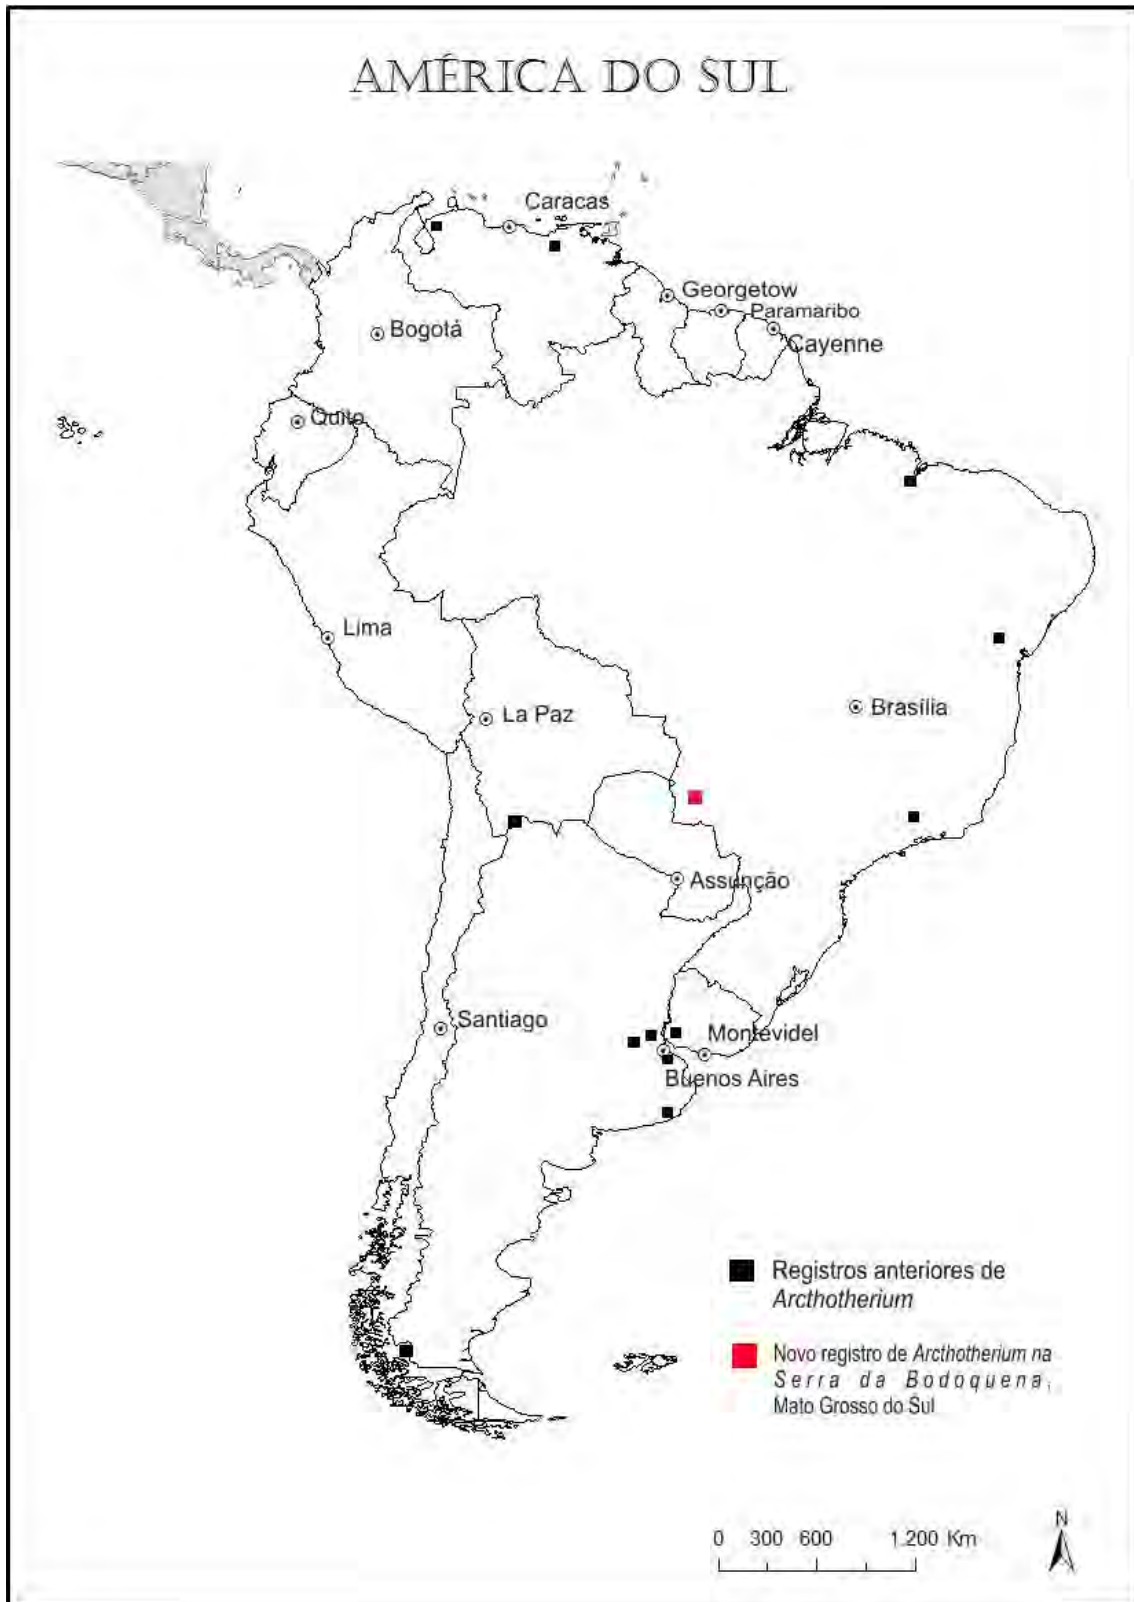 AMÉRICA DO SUL
Caracas
Georgetow
Paramaribo
Cayenne
Bogotá
Quito
Lima
La Paz
Brasília
Assunção
Santiago
Montevidel
Buenos Aires
Registros anteriores de
Arcthotherium
Novo registro de Arcthotherium na
Serra da Bodoquena,
Mato Grosso do Sul
N
0 300 600 1.200 Km